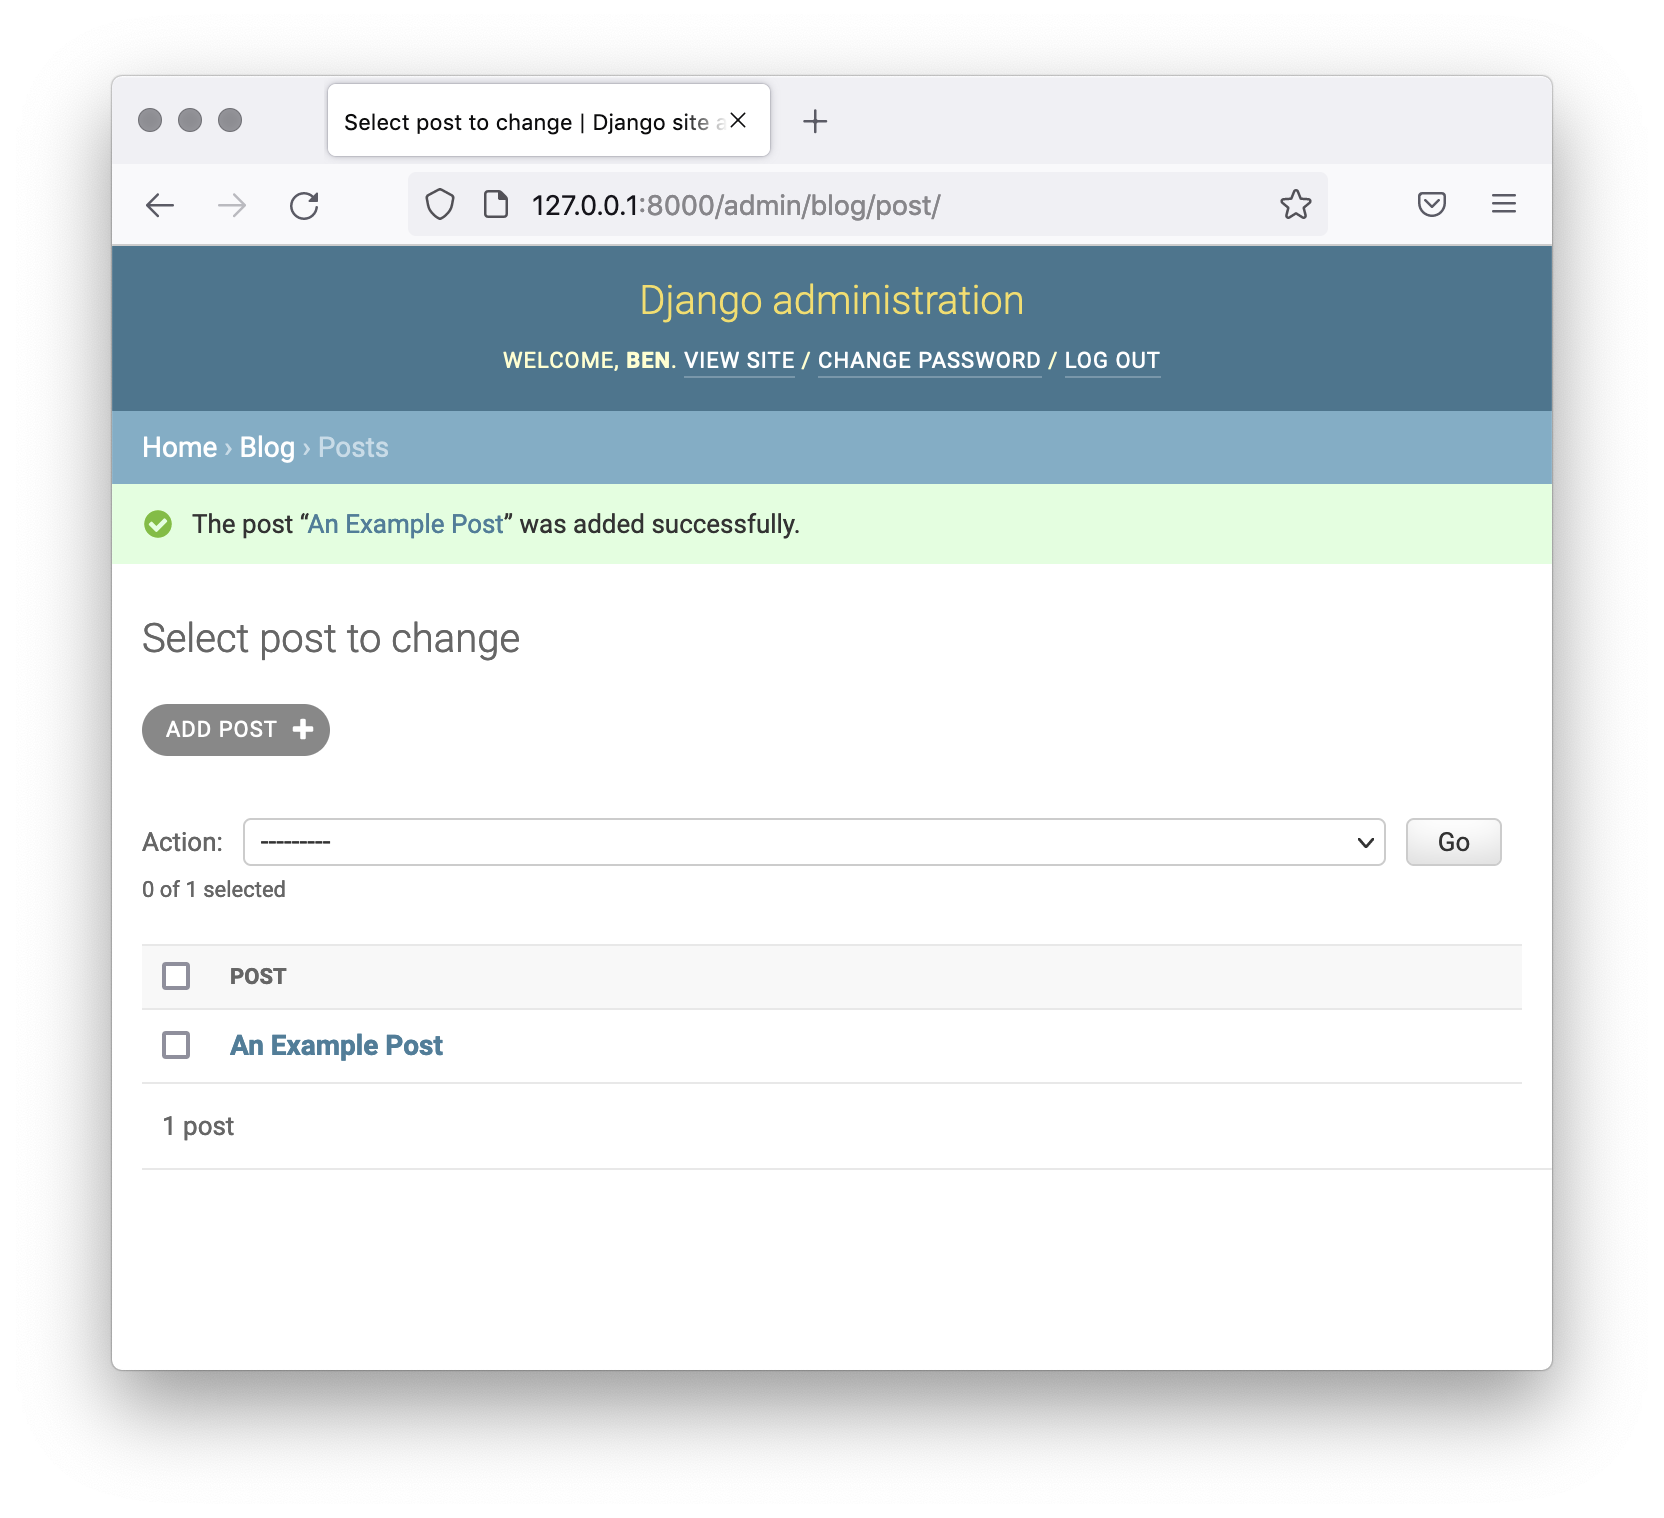 Select post to change | Django site a
127.0.0.1:8000/admin/blog/post/
Django administration
WELCOME, BEN. VIEW SITE / CHANGE PASSWORD / LOG OUT
Home › Blog › Posts
The post “An Example Post” was added successfully.
Select post to change
ADD POST
Action: --------- Go
0 of 1 selected
POST
An Example Post
1 post